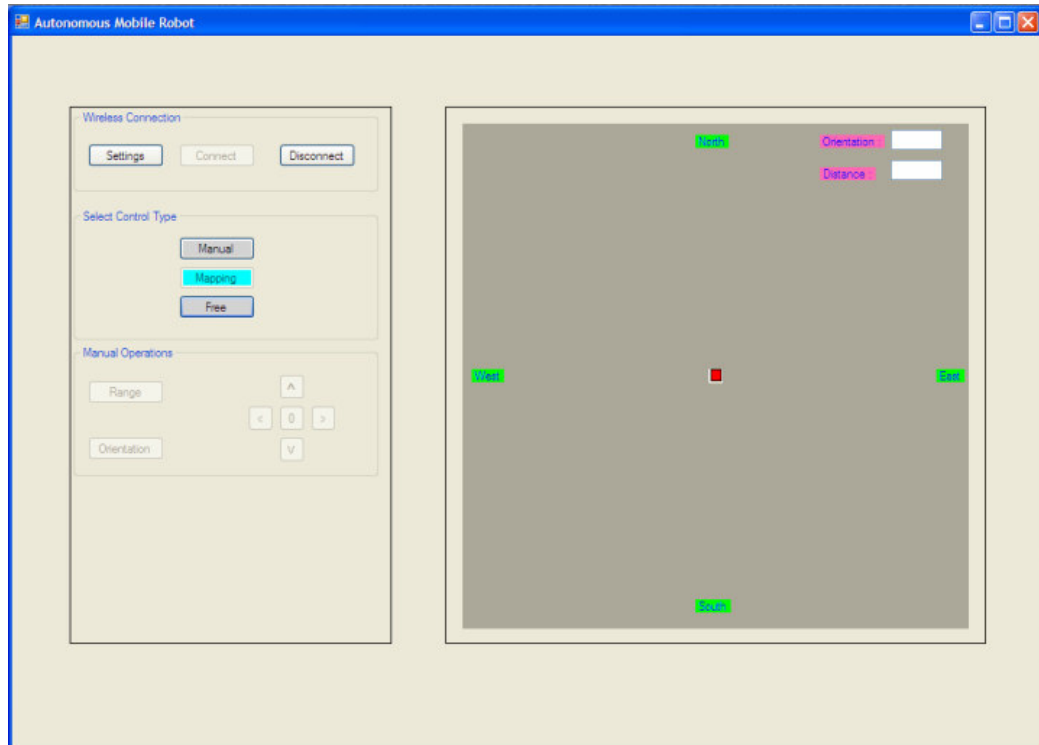 Autonomous Mobile Robot
Wireless Connection
Settings Connect Disconnect
Select Control Type
Manual
Mapping
Free
Manual Operations
Range
^
< 0 >
Orientation
V
North
Orientation :
Distance :
West
East
South